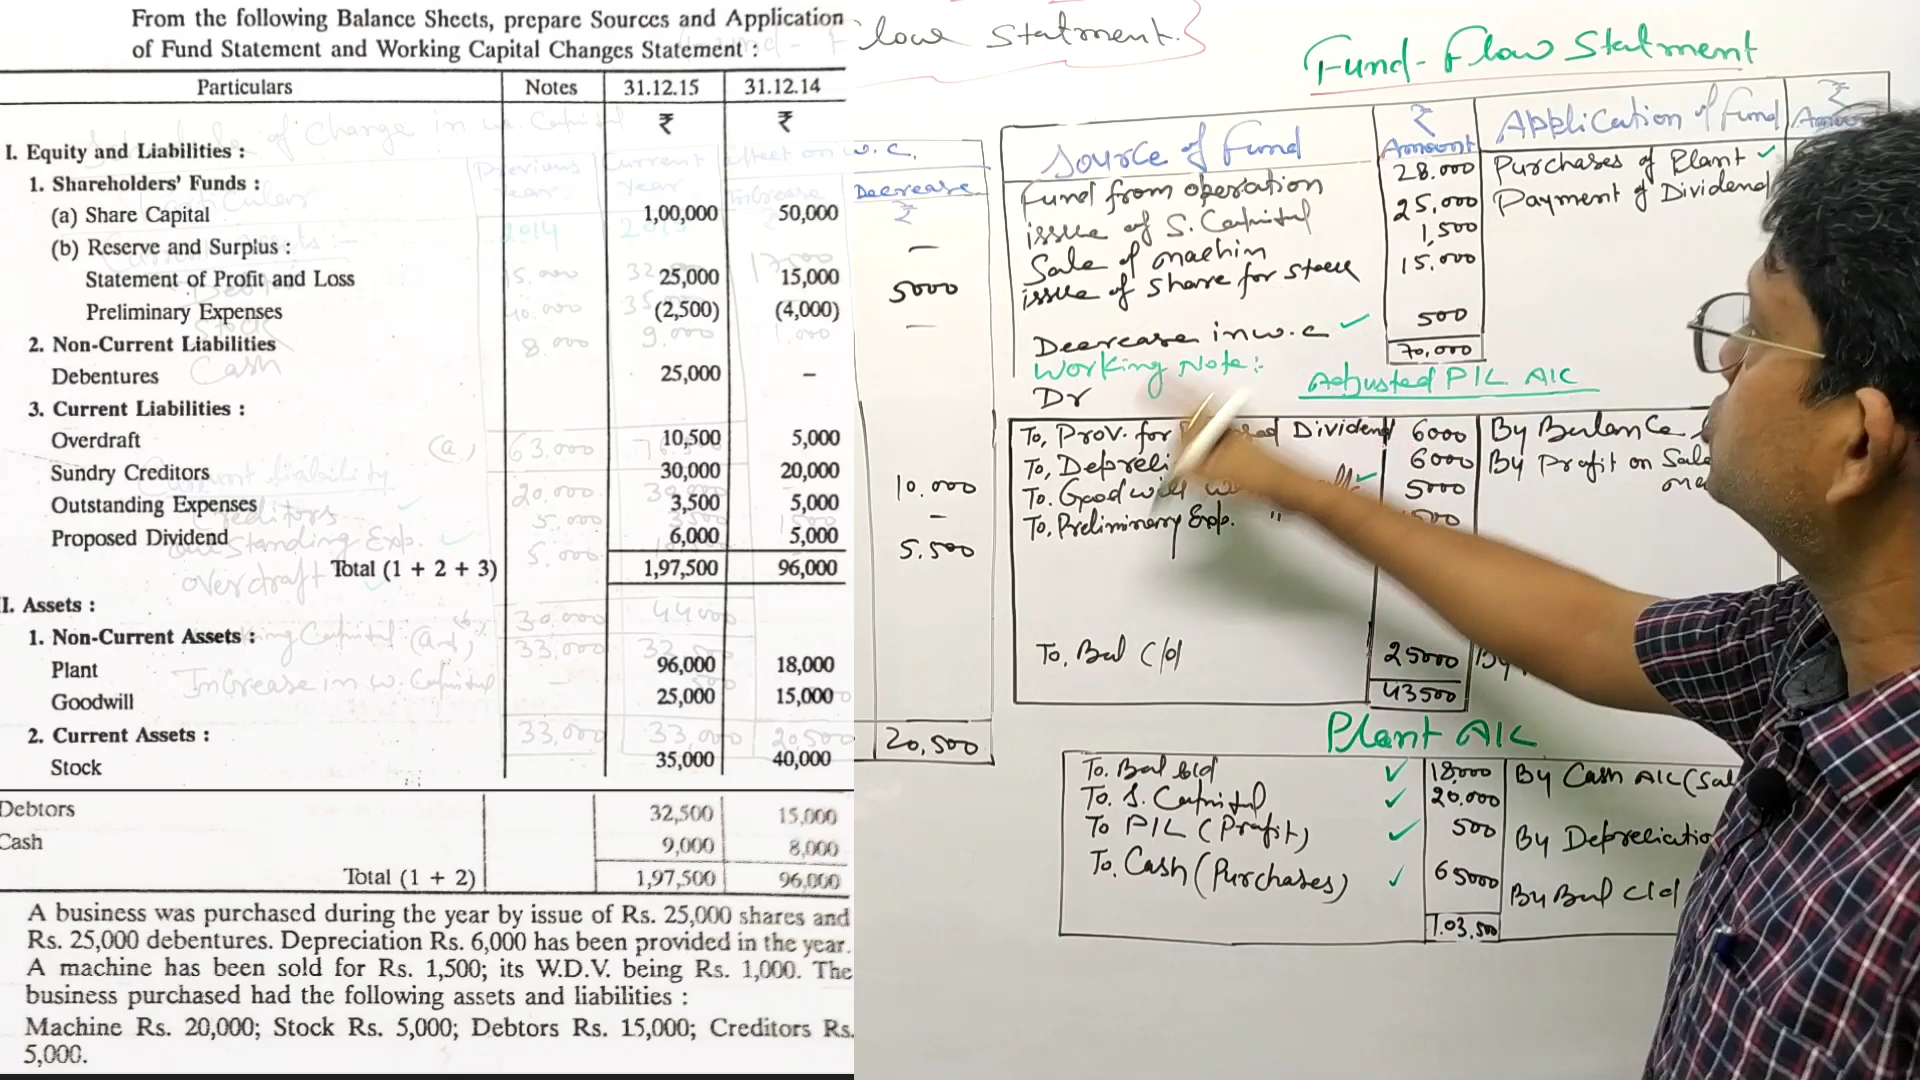 From the following Balance Sheets, prepare Sources and Application
of Fund Statement and Working Capital Changes Statement :
Particulars Notes 31.12.15 31.12.14
₹ ₹
I. Equity and Liabilities :
1. Shareholders' Funds :
(a) Share Capital 1,00,000 50,000
(b) Reserve and Surplus :
Statement of Profit and Loss 25,000 15,000
Preliminary Expenses (2,500) (4,000)
2. Non-Current Liabilities
Debentures 25,000 –
3. Current Liabilities :
Overdraft 10,500 5,000
Sundry Creditors 30,000 20,000
Outstanding Expenses 3,500 5,000
Proposed Dividend 6,000 5,000
Total (1 + 2 + 3) 1,97,500 96,000
I. Assets :
1. Non-Current Assets :
Plant 96,000 18,000
Goodwill 25,000 15,000
2. Current Assets :
Stock 35,000 40,000
Debtors 32,500 15,000
Cash 9,000 8,000
Total (1 + 2) 1,97,500 96,000
A business was purchased during the year by issue of Rs. 25,000 shares and
Rs. 25,000 debentures. Depreciation Rs. 6,000 has been provided in the year.
A machine has been sold for Rs. 1,500; its W.D.V. being Rs. 1,000. The
business purchased had the following assets and liabilities :
Machine Rs. 20,000; Stock Rs. 5,000; Debtors Rs. 15,000; Creditors Rs.
5,000.
Statment.
w.c.
Decrease
₹
–
5000
–
10.000
–
5.500
20,500
Fund-Flow Statment
Source of Fund ₹ Amount Application of Fund ₹
Fund from operation 28.000 Purchases of Plant
issue of S. Capital 25,000 Payment of Dividend
Sale of machin 1,500
issue of share for stock 15.000
Decrease in w.c 500
70,000
Working Note:-
Adjusted P/L A/C
Dr
To, Prov. for Dividend 6000 By Balance
To, 6000 By Profit on Sale
To. Goodwill 5000
To, Preliminary Exp. "
To, Bal c/d 25000
43500
Plant A/C
To. Bal b/d 18,000 By Cash A/C (Sal
To. S. Capital 20.000
To P/L (Profit) 500 By Depreciatio
To. Cash (Purchases) 65000 By Bal c/d
1.03,500